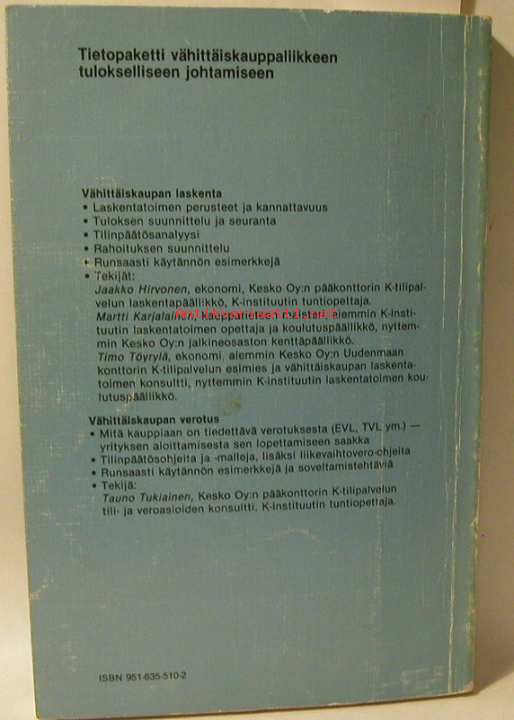 Tietopaketti vähittäiskauppaliikkeen
tulokselliseen johtamiseen
Vähittäiskaupan laskenta
• Laskentatoimen perusteet ja kannattavuus
• Tuloksen suunnittelu ja seuranta
• Tilinpäätösanalyysi
• Rahoituksen suunnittelu
• Runsaasti käytännön esimerkkejä
• Tekijät:
Jaakko Hirvonen, ekonomi, Kesko Oy:n pääkonttorin K-tilipal-
velun laskentapäällikkö, K-instituutin tuntiopettaja.
Martti Karjalainen, kauppatieteen maisteri, aiemmin K-insti-
tuutin laskentatoimen opettaja ja koulutuspäällikkö, nyttem-
min Kesko Oy:n jalkineosaston kenttäpäällikkö.
Timo Töyrylä, ekonomi, aiemmin Kesko Oy:n Uudenmaan
konttorin K-tilipalvelun esimies ja vähittäiskaupan laskenta-
toimen konsultti, nyttemmin K-instituutin laskentatoimen kou-
lutuspäällikkö.
Vähittäiskaupan verotus
• Mitä kauppiaan on tiedettävä verotuksesta (EVL, TVL ym.) —
yrityksen aloittamisesta sen lopettamiseen saakka
• Tilinpäätösohjeita ja -malleja, lisäksi liikevaihtovero-ohjeita
• Runsaasti käytännön esimerkkejä ja soveltamistehtäviä
• Tekijä:
Tauno Tukiainen, Kesko Oy:n pääkonttorin K-tilipalvelun
tili- ja veroasioiden konsultti. K-instituutin tuntiopettaja.
ISBN 951-635-510-2